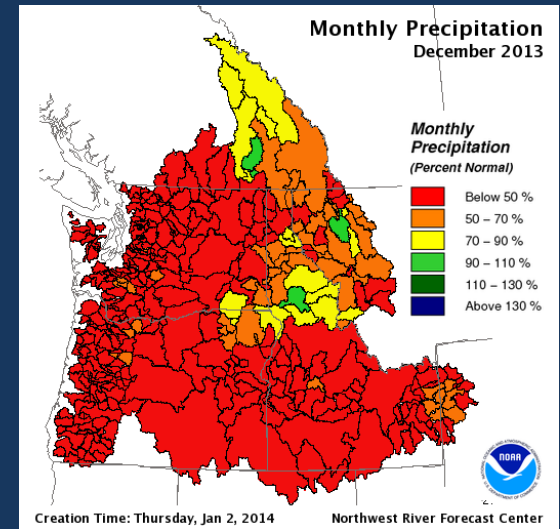 Monthly Precipitation
December 2013
Monthly
Precipitation
(Percent Normal)
Below 50 %
50 – 70 %
70 – 90 %
90 – 110 %
110 – 130 %
Above 130 %
NOAA
Creation Time: Thursday, Jan 2, 2014
Northwest River Forecast Center